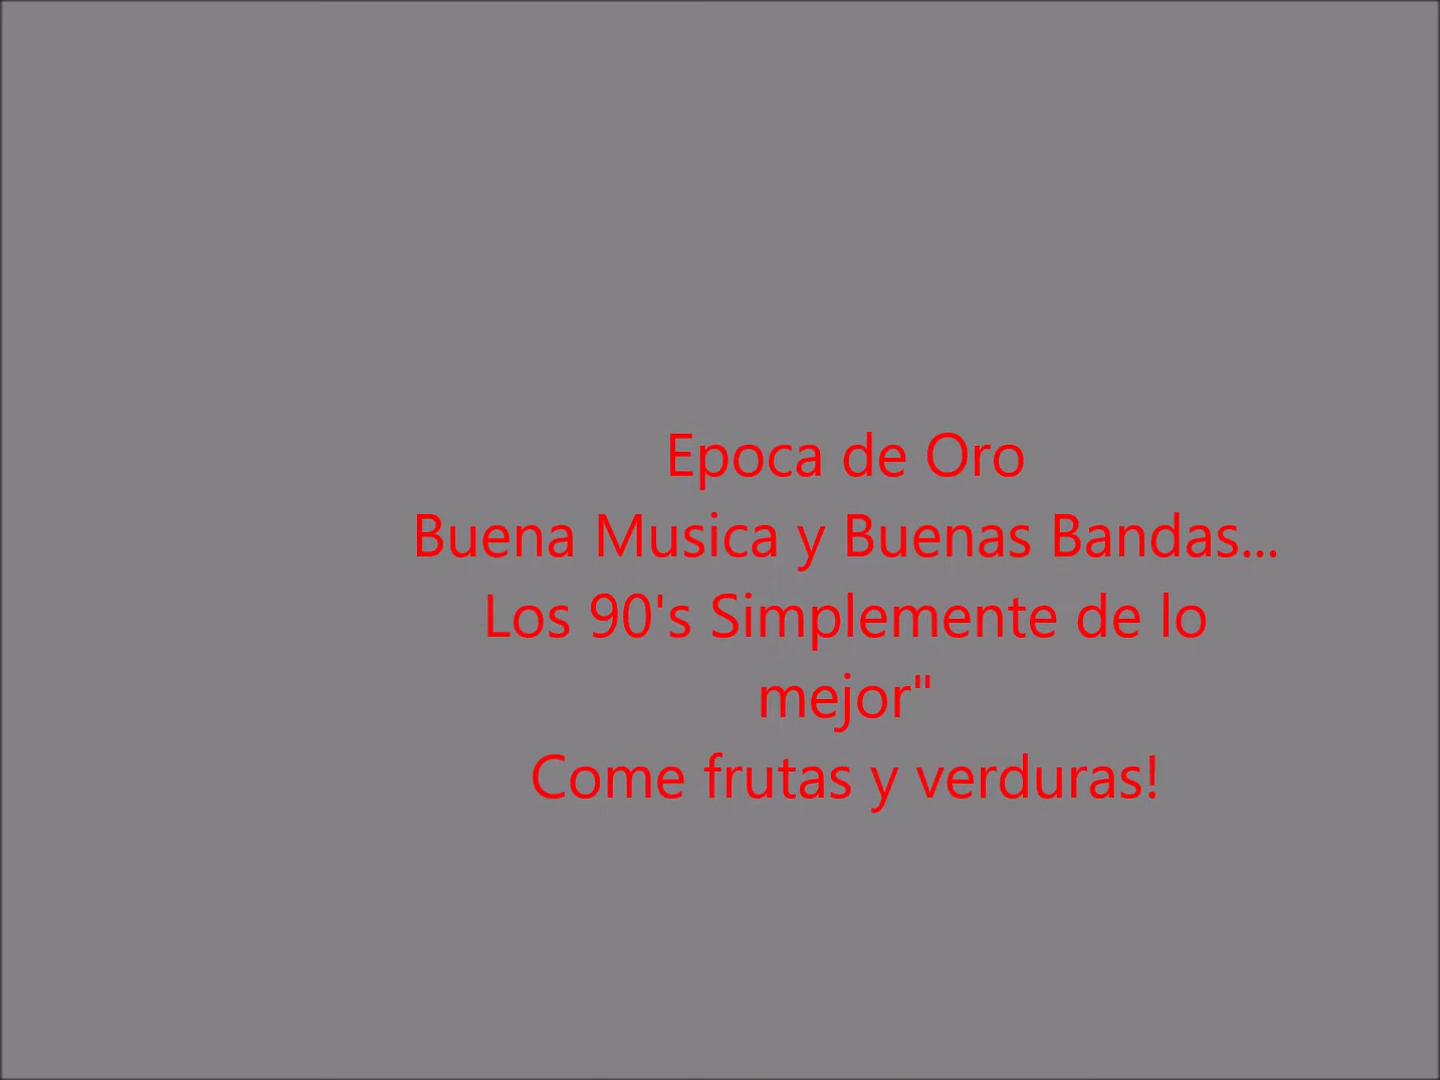 Epoca de Oro
Buena Musica y Buenas Bandas...
Los 90's Simplemente de lo
mejor"
Come frutas y verduras!